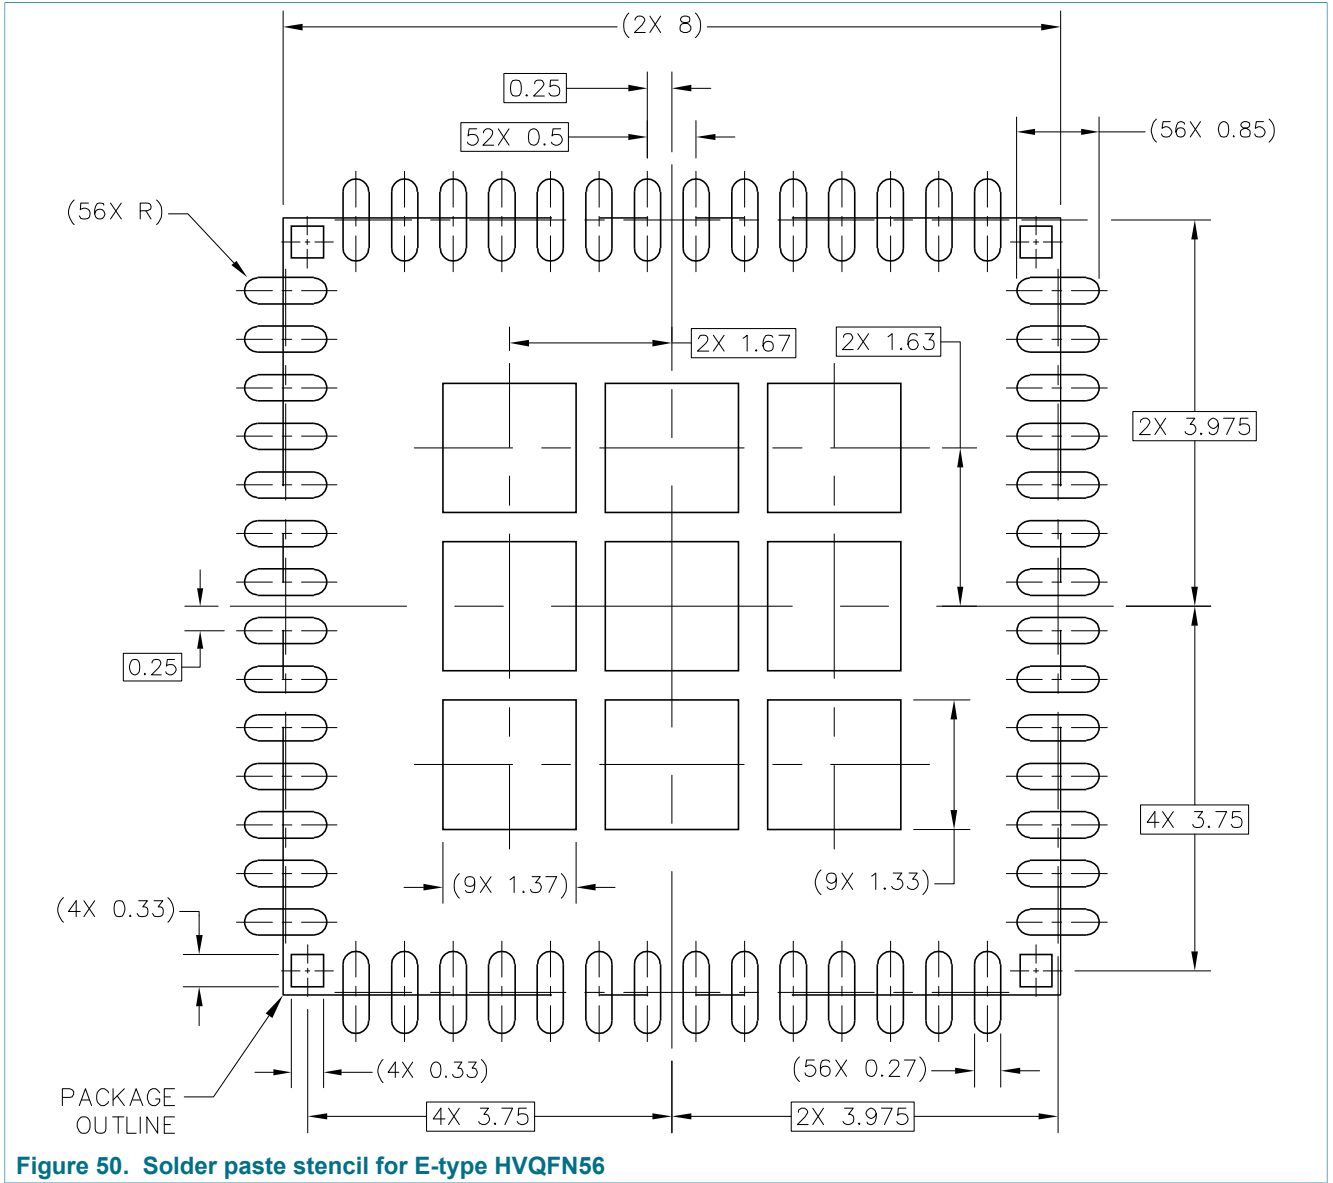 (2X 8)
0.25
52X 0.5
(56X 0.85)
(56X R)
2X 1.67
2X 1.63
2X 3.975
0.25
4X 3.75
(9X 1.37)
(9X 1.33)
(4X 0.33)
(4X 0.33)
(56X 0.27)
PACKAGE
OUTLINE
4X 3.75
2X 3.975
Figure 50. Solder paste stencil for E-type HVQFN56